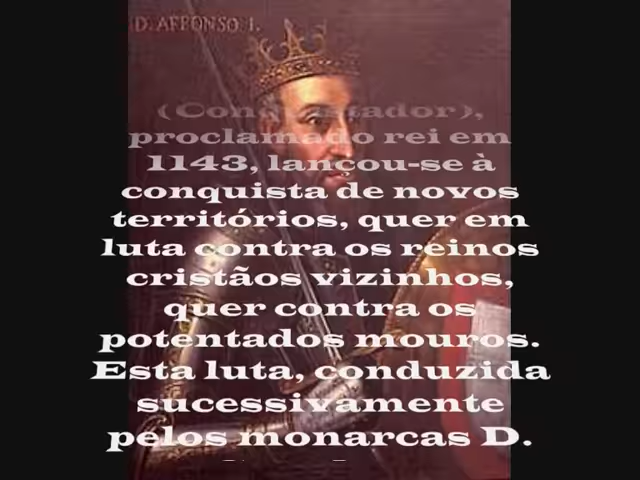 D. AFFONSO. I.
(Conquistador),
proclamado rei em
1143, lançou-se à
conquista de novos
territórios, quer em
luta contra os reinos
cristãos vizinhos,
quer contra os
potentados mouros.
Esta luta, conduzida
sucessivamente
pelos monarcas D.